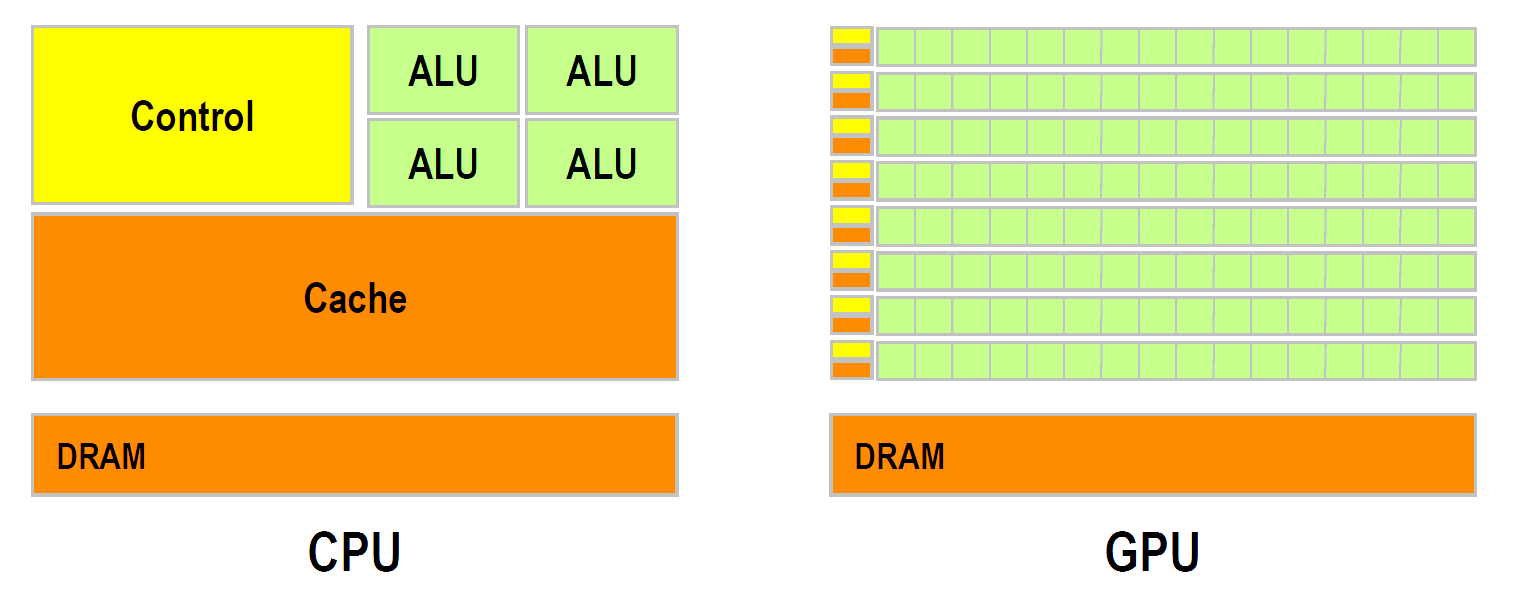 Control
ALU
ALU
ALU
ALU
Cache
DRAM
CPU
DRAM
GPU